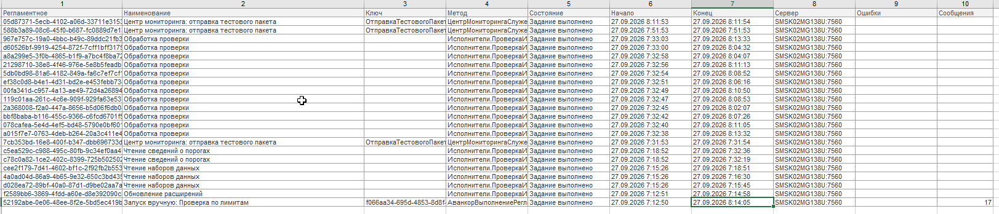 1 2 3 4 5 6 7 8 9 10
Регламентное Наименование Ключ Метод Состояние Начало Конец Сервер Ошибки Сообщения
05d87371-5ecb-4102-a06d-33711e3153 Центр мониторинга: отправка тестового пакета ОтправкаТестовогоПакет ЦентрМониторингаСлуже Задание выполнено 27.09.2026 8:11:53 27.09.2026 8:11:54 SMSK02MG138U:7560
588b3a89-08c6-45f0-b687-fc0889d7e1 Центр мониторинга: отправка тестового пакета ОтправкаТестовогоПакет ЦентрМониторингаСлуже Задание выполнено 27.09.2026 7:51:53 27.09.2026 7:51:53 SMSK02MG138U:7560
967e757c-19a0-4bbc-b49c-89ddc21fb3 Обработка проверки Исполнители.ПроверкаИ Задание выполнено 27.09.2026 7:33:03 27.09.2026 8:13:33 SMSK02MG138U:7560
d60526bf-9919-4254-872f-7cff1bff3175 Обработка проверки Исполнители.ПроверкаИ Задание выполнено 27.09.2026 7:33:00 27.09.2026 8:04:32 SMSK02MG138U:7560
a8a299e5-3f0b-4865-b1f9-a7bc4f8ba72 Обработка проверки Исполнители.ПроверкаИ Задание выполнено 27.09.2026 7:32:58 27.09.2026 8:04:07 SMSK02MG138U:7560
21298710-38e8-4f46-976e-5e8b5feadb Обработка проверки Исполнители.ПроверкаИ Задание выполнено 27.09.2026 7:32:56 27.09.2026 8:11:13 SMSK02MG138U:7560
5db0bd98-81a6-4182-849a-fa6c7ef7cf Обработка проверки Исполнители.ПроверкаИ Задание выполнено 27.09.2026 7:32:54 27.09.2026 8:08:52 SMSK02MG138U:7560
ef38c0d8-b4e1-4d31-bd2e-e453febb73 Обработка проверки Исполнители.ПроверкаИ Задание выполнено 27.09.2026 7:32:51 27.09.2026 8:06:16 SMSK02MG138U:7560
00fa341d-c957-4a13-ae49-72d4a26894 Обработка проверки Исполнители.ПроверкаИ Задание выполнено 27.09.2026 7:32:49 27.09.2026 8:10:50 SMSK02MG138U:7560
119c01aa-261c-4c6e-909f-929fa63e53 Обработка проверки Исполнители.ПроверкаИ Задание выполнено 27.09.2026 7:32:47 27.09.2026 8:08:53 SMSK02MG138U:7560
2a368008-f2a0-447a-8656-b5d06f6db0 Обработка проверки Исполнители.ПроверкаИ Задание выполнено 27.09.2026 7:32:45 27.09.2026 8:02:07 SMSK02MG138U:7560
bbf8baba-b116-455c-9366-c6fcd6701f5 Обработка проверки Исполнители.ПроверкаИ Задание выполнено 27.09.2026 7:32:42 27.09.2026 8:07:26 SMSK02MG138U:7560
078cafea-5e4d-4ef5-bd48-5790e0bf60 Обработка проверки Исполнители.ПроверкаИ Задание выполнено 27.09.2026 7:32:40 27.09.2026 8:11:05 SMSK02MG138U:7560
a015f7e7-0763-4deb-b264-20a3c411e4 Обработка проверки Исполнители.ПроверкаИ Задание выполнено 27.09.2026 7:32:38 27.09.2026 8:13:32 SMSK02MG138U:7560
7cb353bd-16e8-400f-b347-dbb696733d Центр мониторинга: отправка тестового пакета ОтправкаТестовогоПакет ЦентрМониторингаСлуже Задание выполнено 27.09.2026 7:31:53 27.09.2026 7:31:54 SMSK02MG138U:7560
c5ea529c-c988-495c-80fb-9c34ef0aa4 Чтение сведений о порогах Исполнители.ПроверкаИ Задание выполнено 27.09.2026 7:18:52 27.09.2026 7:32:36 SMSK02MG138U:7560
c78c0a82-1ce2-402c-8399-725b502502 Чтение сведений о порогах Исполнители.ПроверкаИ Задание выполнено 27.09.2026 7:18:52 27.09.2026 7:32:19 SMSK02MG138U:7560
cee2f179-7d41-4602-bf1c-2f92fb2b553 Чтение наборов данных Исполнители.ПроверкаИ Задание выполнено 27.09.2026 7:15:26 27.09.2026 7:18:51 SMSK02MG138U:7560
4a0ad04d-86a9-4b65-9e32-650c3bd435 Чтение наборов данных Исполнители.ПроверкаИ Задание выполнено 27.09.2026 7:15:26 27.09.2026 7:16:30 SMSK02MG138U:7560
d028ea72-89bf-40a0-87d1-d9be02aa7a Чтение наборов данных Исполнители.ПроверкаИ Задание выполнено 27.09.2026 7:15:26 27.09.2026 7:15:45 SMSK02MG138U:7560
f2589bb6-3869-4fdd-a60e-d8e392090c Обновление расширений Исполнители.ПроверкаИ Задание выполнено 27.09.2026 7:12:51 27.09.2026 7:14:58 SMSK02MG138U:7560
52192abe-0e06-48ee-8f2e-5bd5ec419b Запуск вручную: Проверка по лимитам f066aa34-695d-4853-8d8f- АванкорВыполнениеРегл Задание выполнено 27.09.2026 7:12:50 27.09.2026 8:14:05 SMSK02MG138U:7560 17